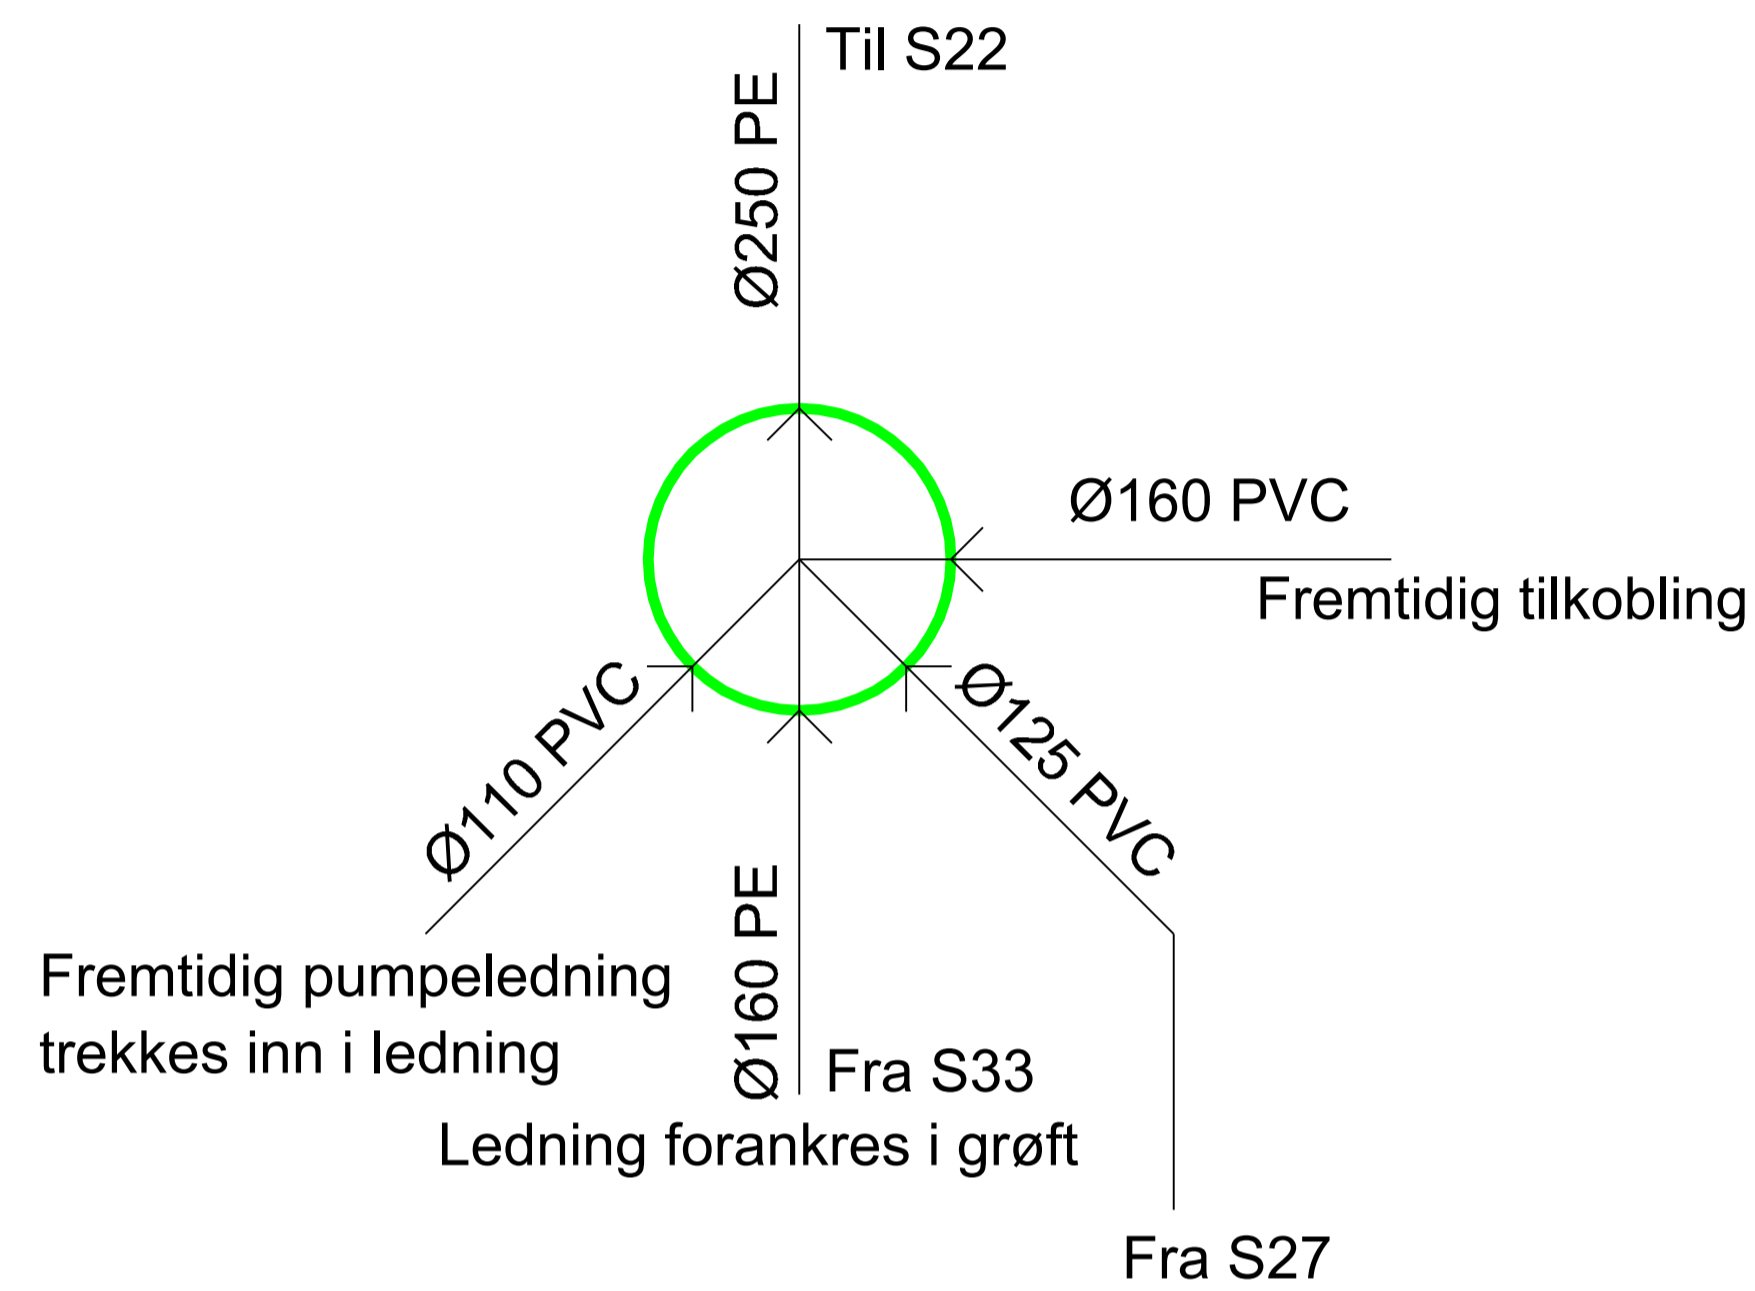 Til S22
Ø250 PE
Ø160 PVC
Fremtidig tilkobling
Ø110 PVC
Ø125 PVC
Fremtidig pumpeledning
trekkes inn i ledning
Ø160 PE
Fra S33
Ledning forankres i grøft
Fra S27